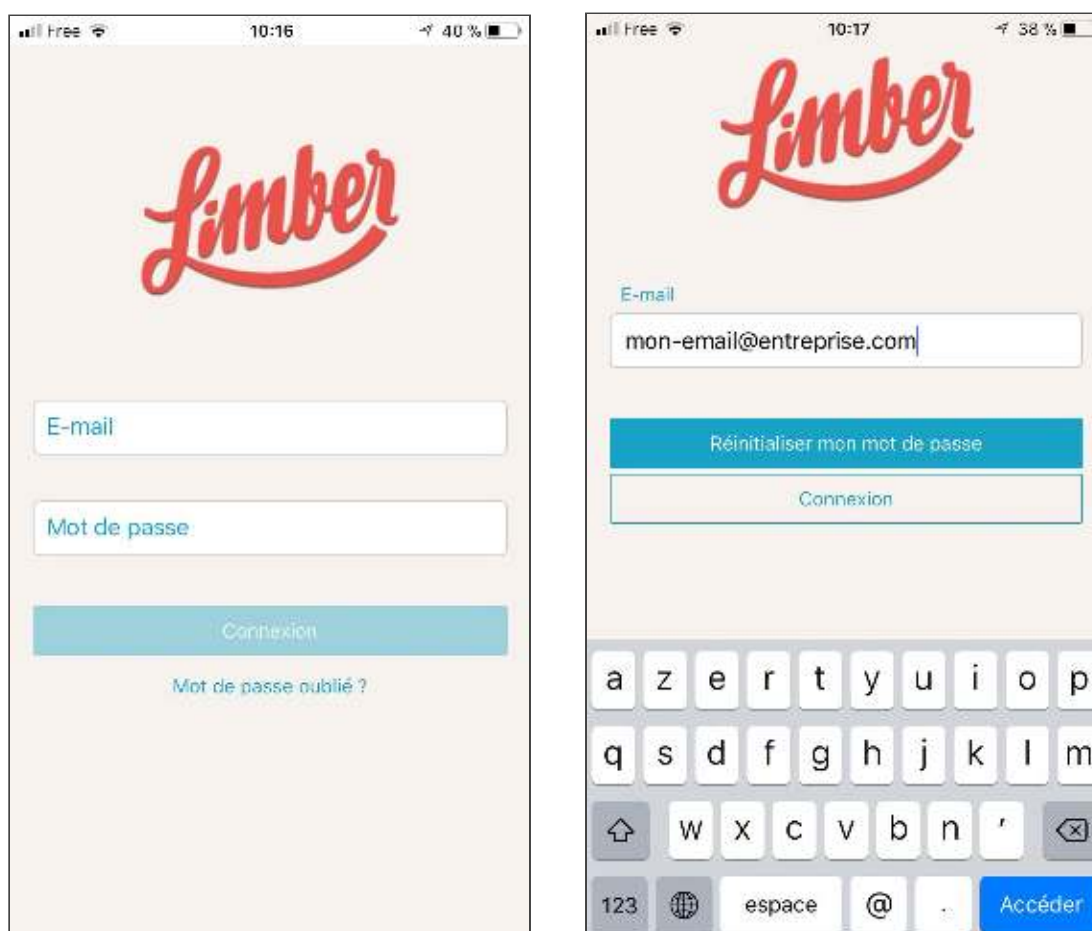 Free 10:16 40 %
Limber
E-mail
Mot de passe
Connexion
Mot de passe oublié ?
Free 10:17 38 %
Limber
E-mail
mon-email@entreprise.com
Réinitialiser mon mot de passe
Connexion
a z e r t y u i o p
q s d f g h j k l m
w x c v b n '
123 espace @ . Accéder